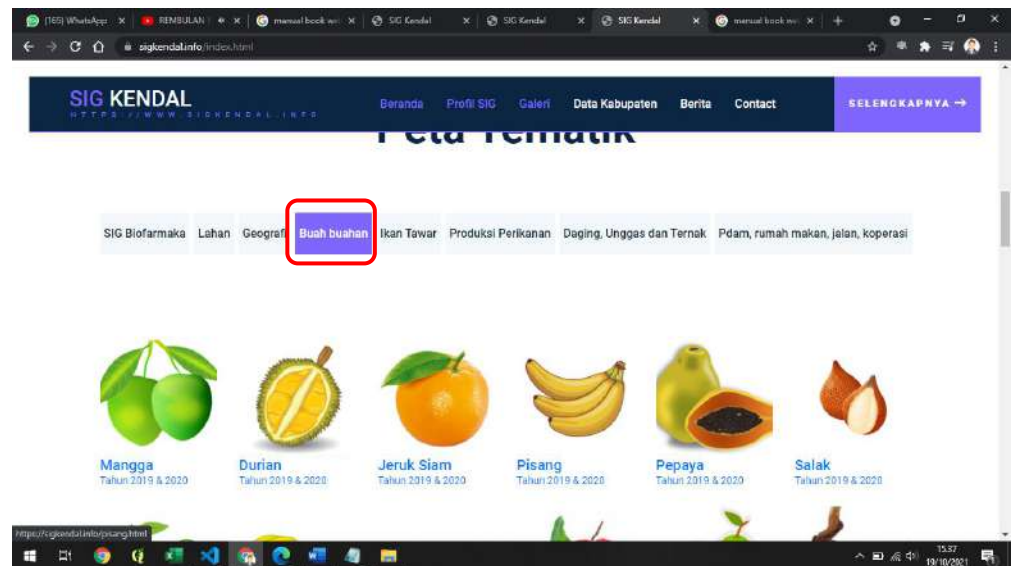 (165) WhatsApp
REMBULAN
manual book we
SIG Kendal
SIG Kendal
SIG Kendal
manual book we
sigkendal.info/index.html
SIG KENDAL
HTTPS://WWW.SIGKENDAL.INFO
Beranda Profil SIG Galeri Data Kabupaten Berita Contact
SELENGKAPNYA →
Peta Tematik
SIG Biofarmaka Lahan Geografi Buah buahan Ikan Tawar Produksi Perikanan Daging, Unggas dan Ternak Pdam, rumah makan, jalan, koperasi
Mangga
Tahun 2019 & 2020
Durian
Tahun 2019 & 2020
Jeruk Siam
Tahun 2019 & 2020
Pisang
Tahun 2019 & 2020
Pepaya
Tahun 2019 & 2020
Salak
Tahun 2019 & 2020
https://sigkendal.info/pisang.html
15.37
19/10/2021